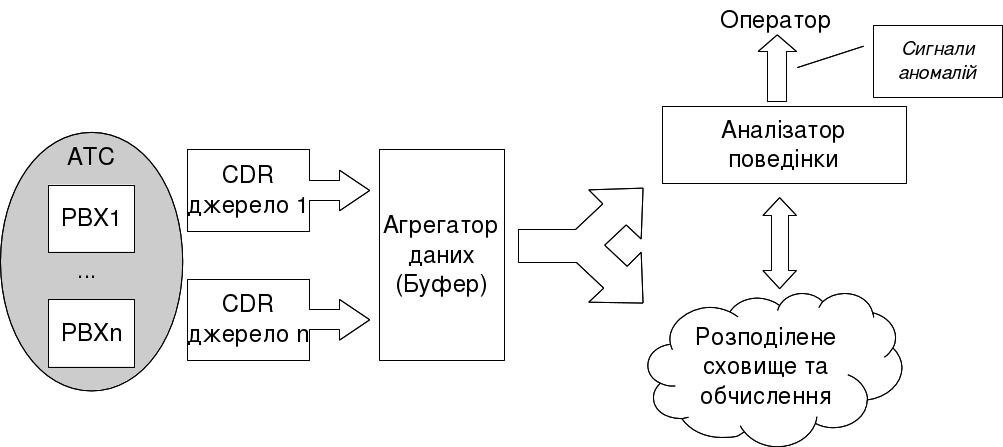 АТС
PBX1
...
PBXn
CDR
джерело 1
CDR
джерело n
Агрегатор
даних
(Буфер)
Оператор
Сигнали
аномалій
Аналізатор
поведінки
Розподілене
сховище та
обчислення